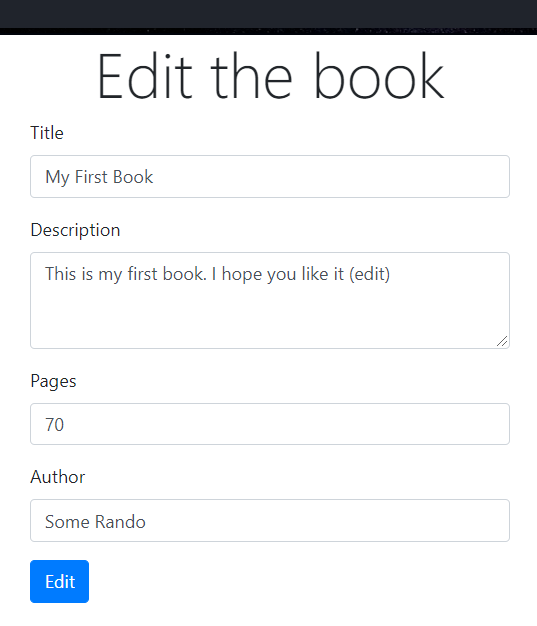 Edit the book
Title
My First Book
Description
This is my first book. I hope you like it (edit)
Pages
70
Author
Some Rando
Edit